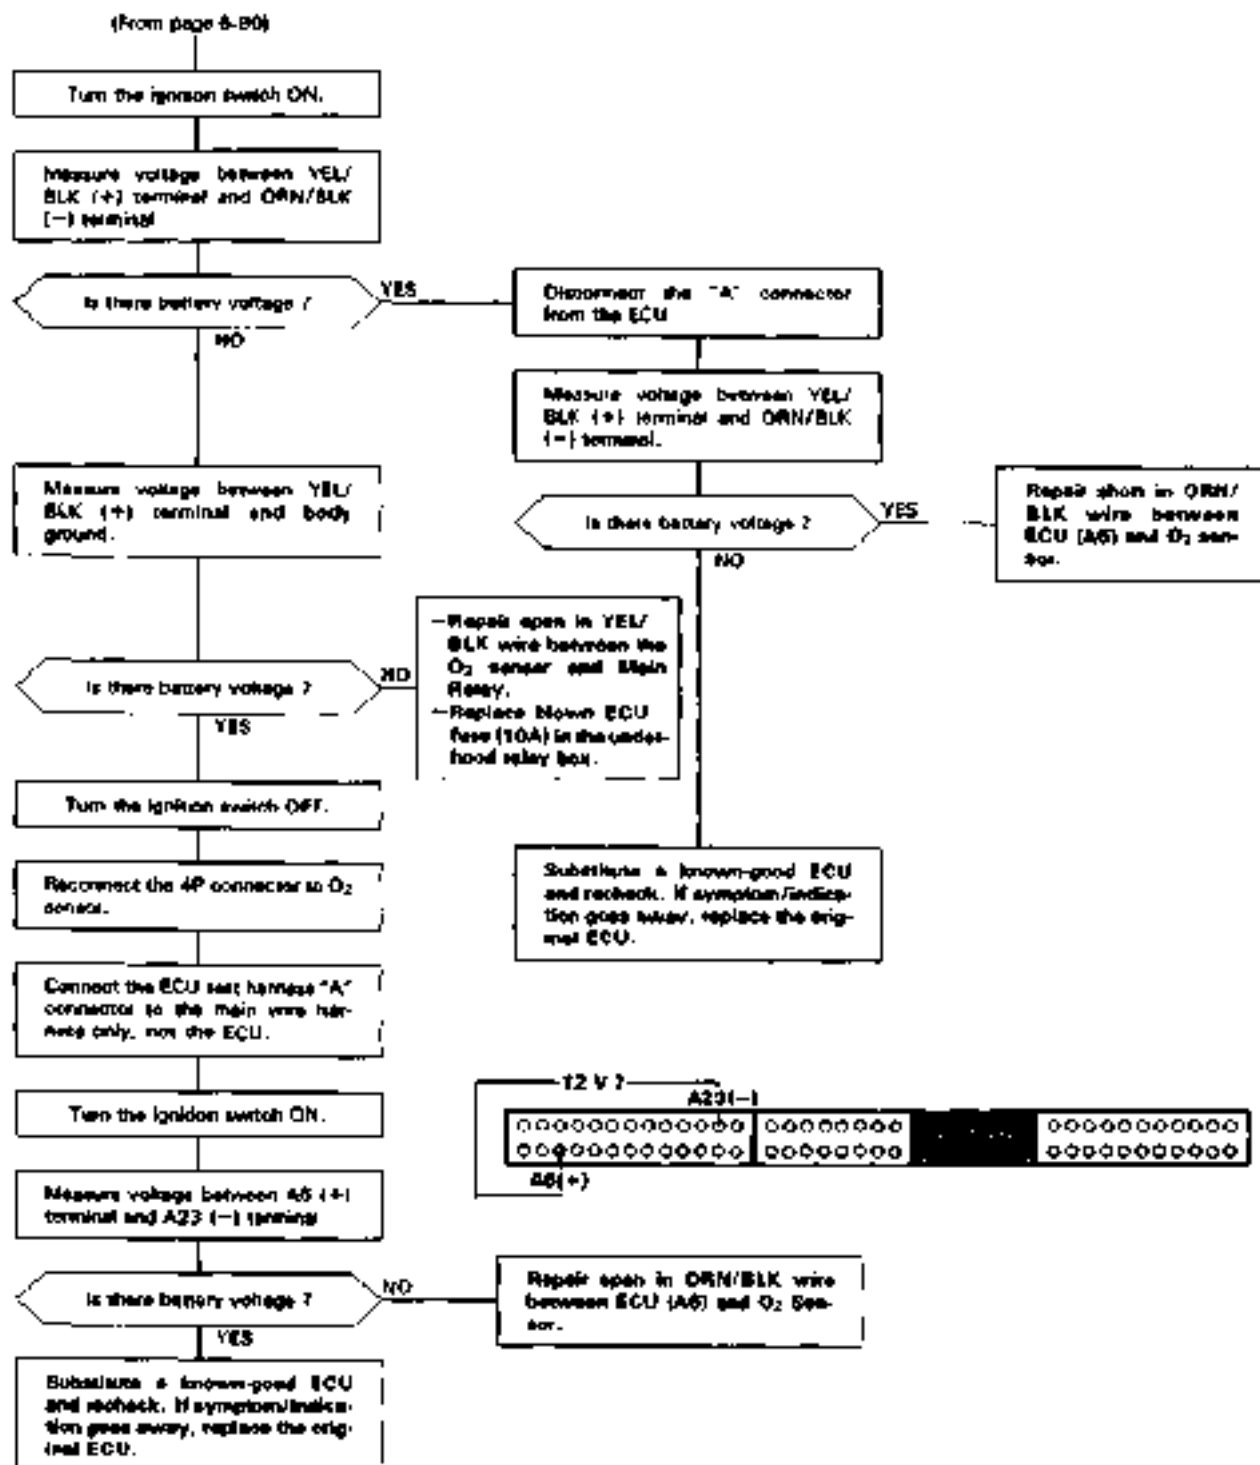 (From page 6-80)
Turn the ignition switch ON.
Measure voltage between YEL/
BLK (+) terminal and ORN/BLK
(−) terminal
Is there battery voltage ?
YES
NO
Disconnect the "A" connector
from the ECU
Measure voltage between YEL/
BLK (+) terminal and ORN/BLK
(−) terminal.
Is there battery voltage ?
YES
NO
Repair short in ORN/
BLK wire between
ECU (A6) and O₂ sen-
sor.
Measure voltage between YEL/
BLK (+) terminal and body
ground.
Is there battery voltage ?
NO
YES
—Repair open in YEL/
BLK wire between the
O₂ sensor and Main
Relay.
—Replace blown ECU
fuse (10A) in the under-
hood relay box.
Turn the ignition switch OFF.
Reconnect the 4P connector to O₂
sensor.
Substitute a known-good ECU
and recheck. If symptom/indica-
tion goes away, replace the orig-
inal ECU.
Connect the ECU test harness "A"
connector to the main wire har-
ness only, not the ECU.
Turn the ignition switch ON.
12 V ?
A23(−)
A6(+)
Measure voltage between A6 (+)
terminal and A23 (−) terminal
Is there battery voltage ?
NO
YES
Repair open in ORN/BLK wire
between ECU (A6) and O₂ Sen-
sor.
Substitute a known-good ECU
and recheck. If symptom/indica-
tion goes away, replace the orig-
inal ECU.